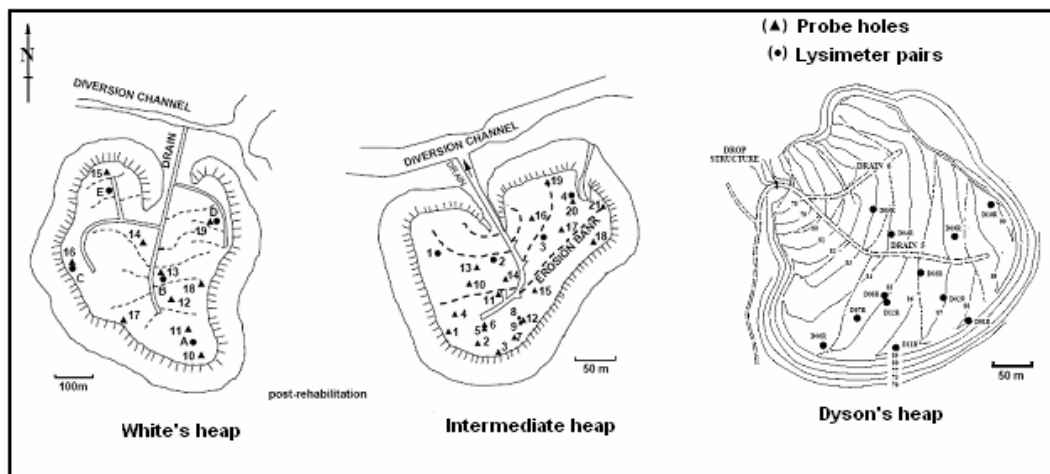 (▲) Probe holes
(•) Lysimeter pairs
N
DIVERSION CHANNEL
DRAIN
15
E
D
19
14
16
C
13
B
18
12
17
11
A
10
100m
post-rehabilitation
White's heap
DIVERSION CHANNEL
DRAIN
19
4
20
21
16
17
18
3
1
2
13
14
10
11
15
EROSION BANK
4
8
12
1
5
6
9
7
2
3
50 m
Intermediate heap
DROP
STRUCTURE
DRAIN 6
DRAIN 5
50 m
Dyson's heap